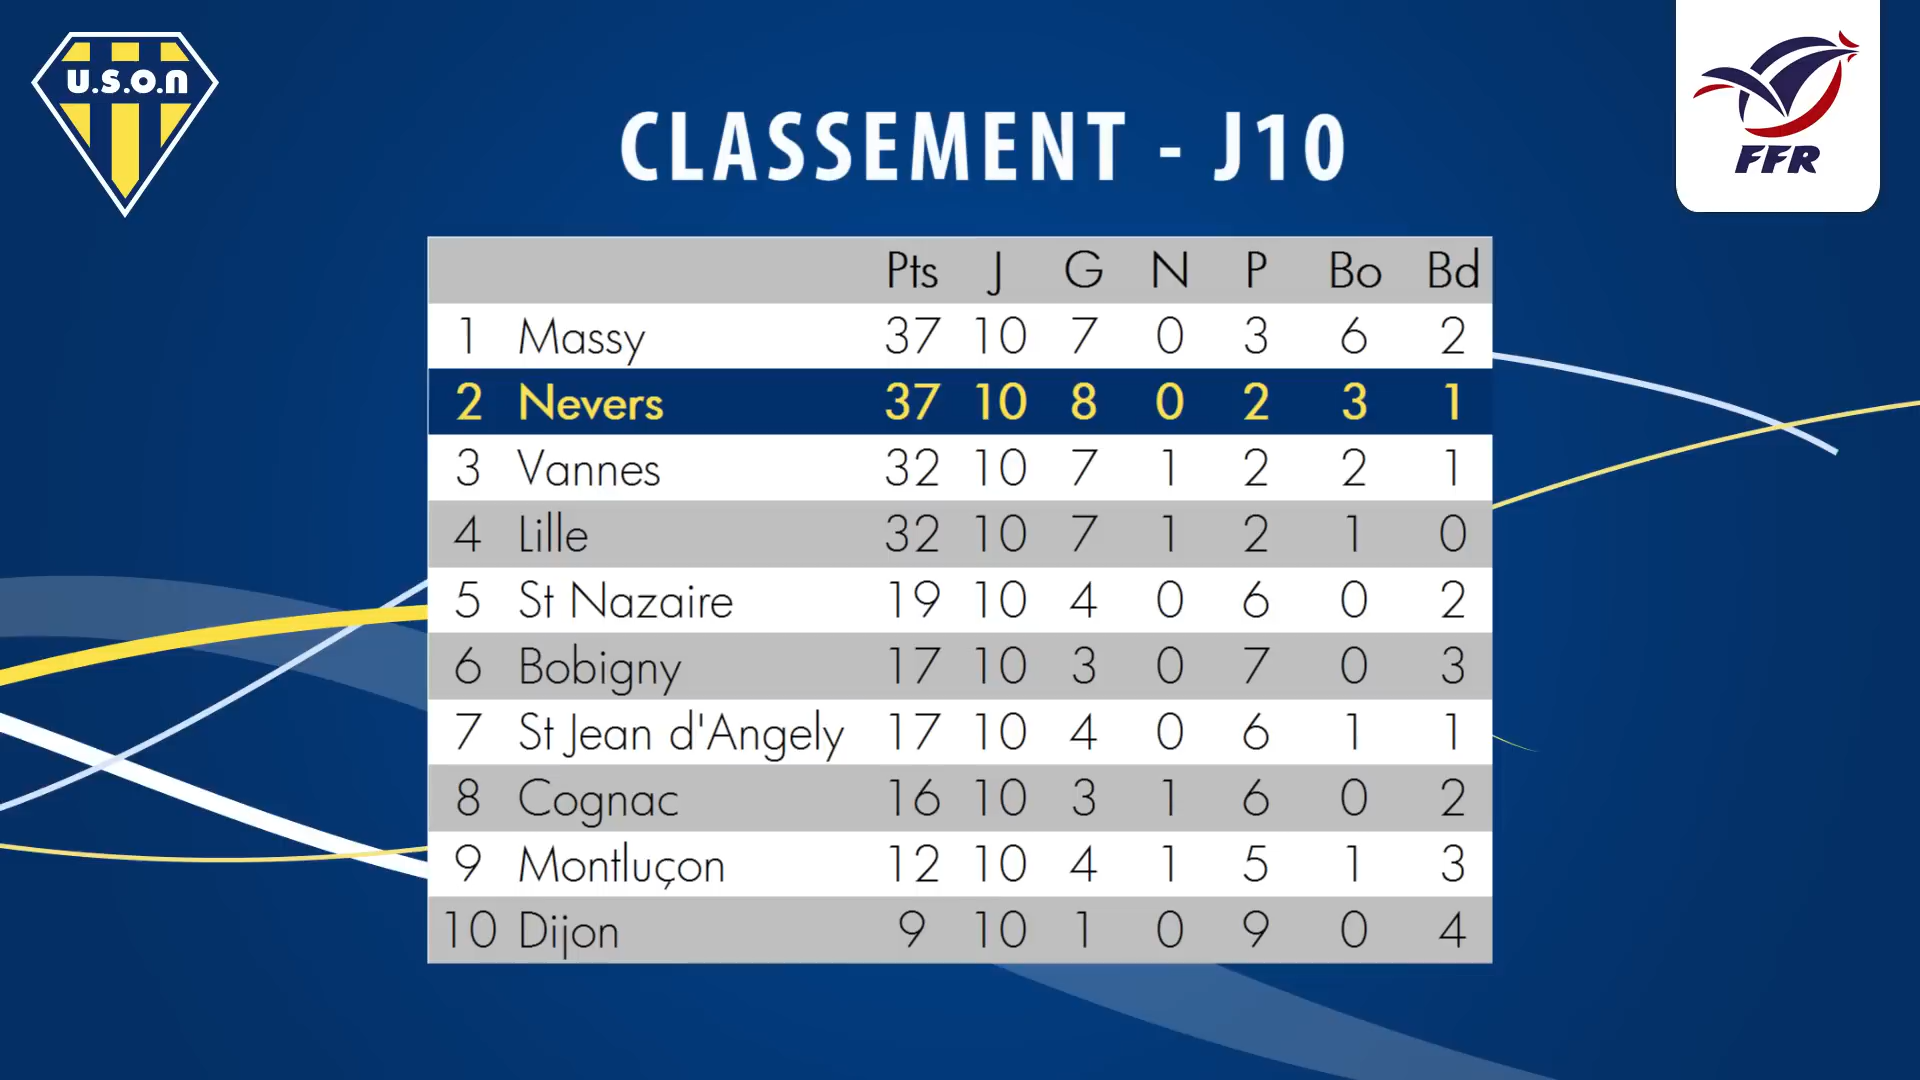 U.S.O.N
FFR
CLASSEMENT - J10
Pts J G N P Bo Bd
1 Massy 37 10 7 0 3 6 2
2 Nevers 37 10 8 0 2 3 1
3 Vannes 32 10 7 1 2 2 1
4 Lille 32 10 7 1 2 1 0
5 St Nazaire 19 10 4 0 6 0 2
6 Bobigny 17 10 3 0 7 0 3
7 St Jean d'Angely 17 10 4 0 6 1 1
8 Cognac 16 10 3 1 6 0 2
9 Montluçon 12 10 4 1 5 1 3
10 Dijon 9 10 1 0 9 0 4